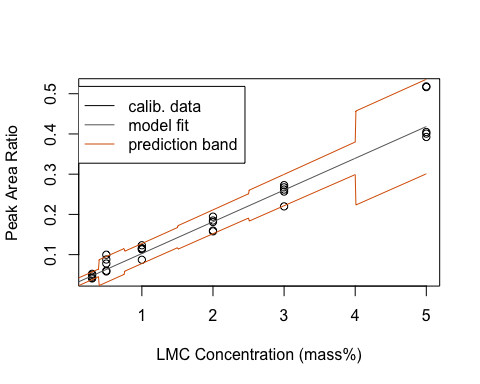 calib. data
model fit
prediction band
0.5
0.4
0.3
0.2
0.1
Peak Area Ratio
1 2 3 4 5
LMC Concentration (mass%)